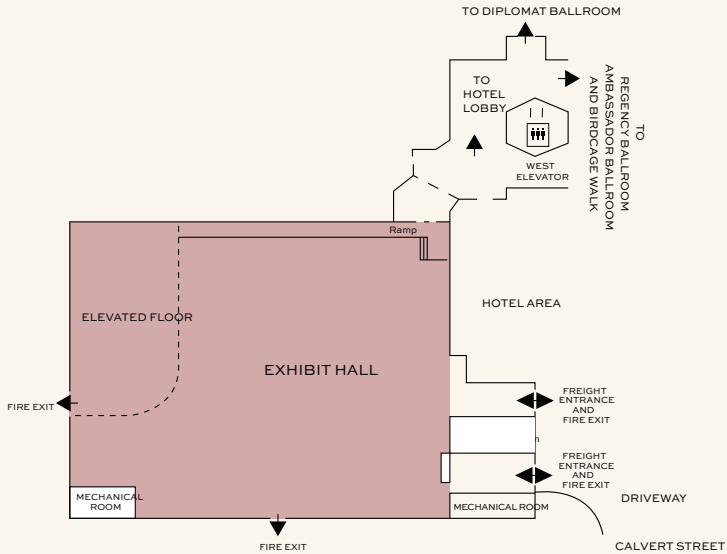 TO DIPLOMAT BALLROOM
TO
HOTEL
LOBBY
TO
REGENCY BALLROOM
AMBASSADOR BALLROOM
AND BIRDCAGE WALK
WEST
ELEVATOR
Ramp
HOTEL AREA
ELEVATED FLOOR
EXHIBIT HALL
FIRE EXIT
FREIGHT
ENTRANCE
AND
FIRE EXIT
FREIGHT
ENTRANCE
AND
FIRE EXIT
MECHANICAL
ROOM
MECHANICAL ROOM
DRIVEWAY
FIRE EXIT
CALVERT STREET